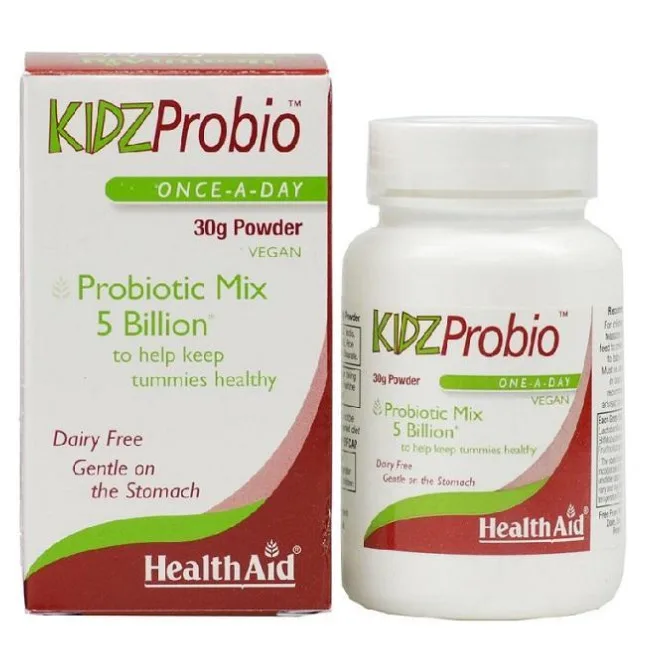 KIDZProbio™
ONCE-A-DAY
30g Powder
VEGAN
Probiotic Mix
5 Billion*
to help keep
tummies healthy
Dairy Free
Gentle on
the Stomach
HealthAid®
KIDZProbio™
30g Powder
ONE-A-DAY
VEGAN
Probiotic Mix
5 Billion*
to help keep tummies healthy
Dairy Free
Gentle on the Stomach
HealthAid®